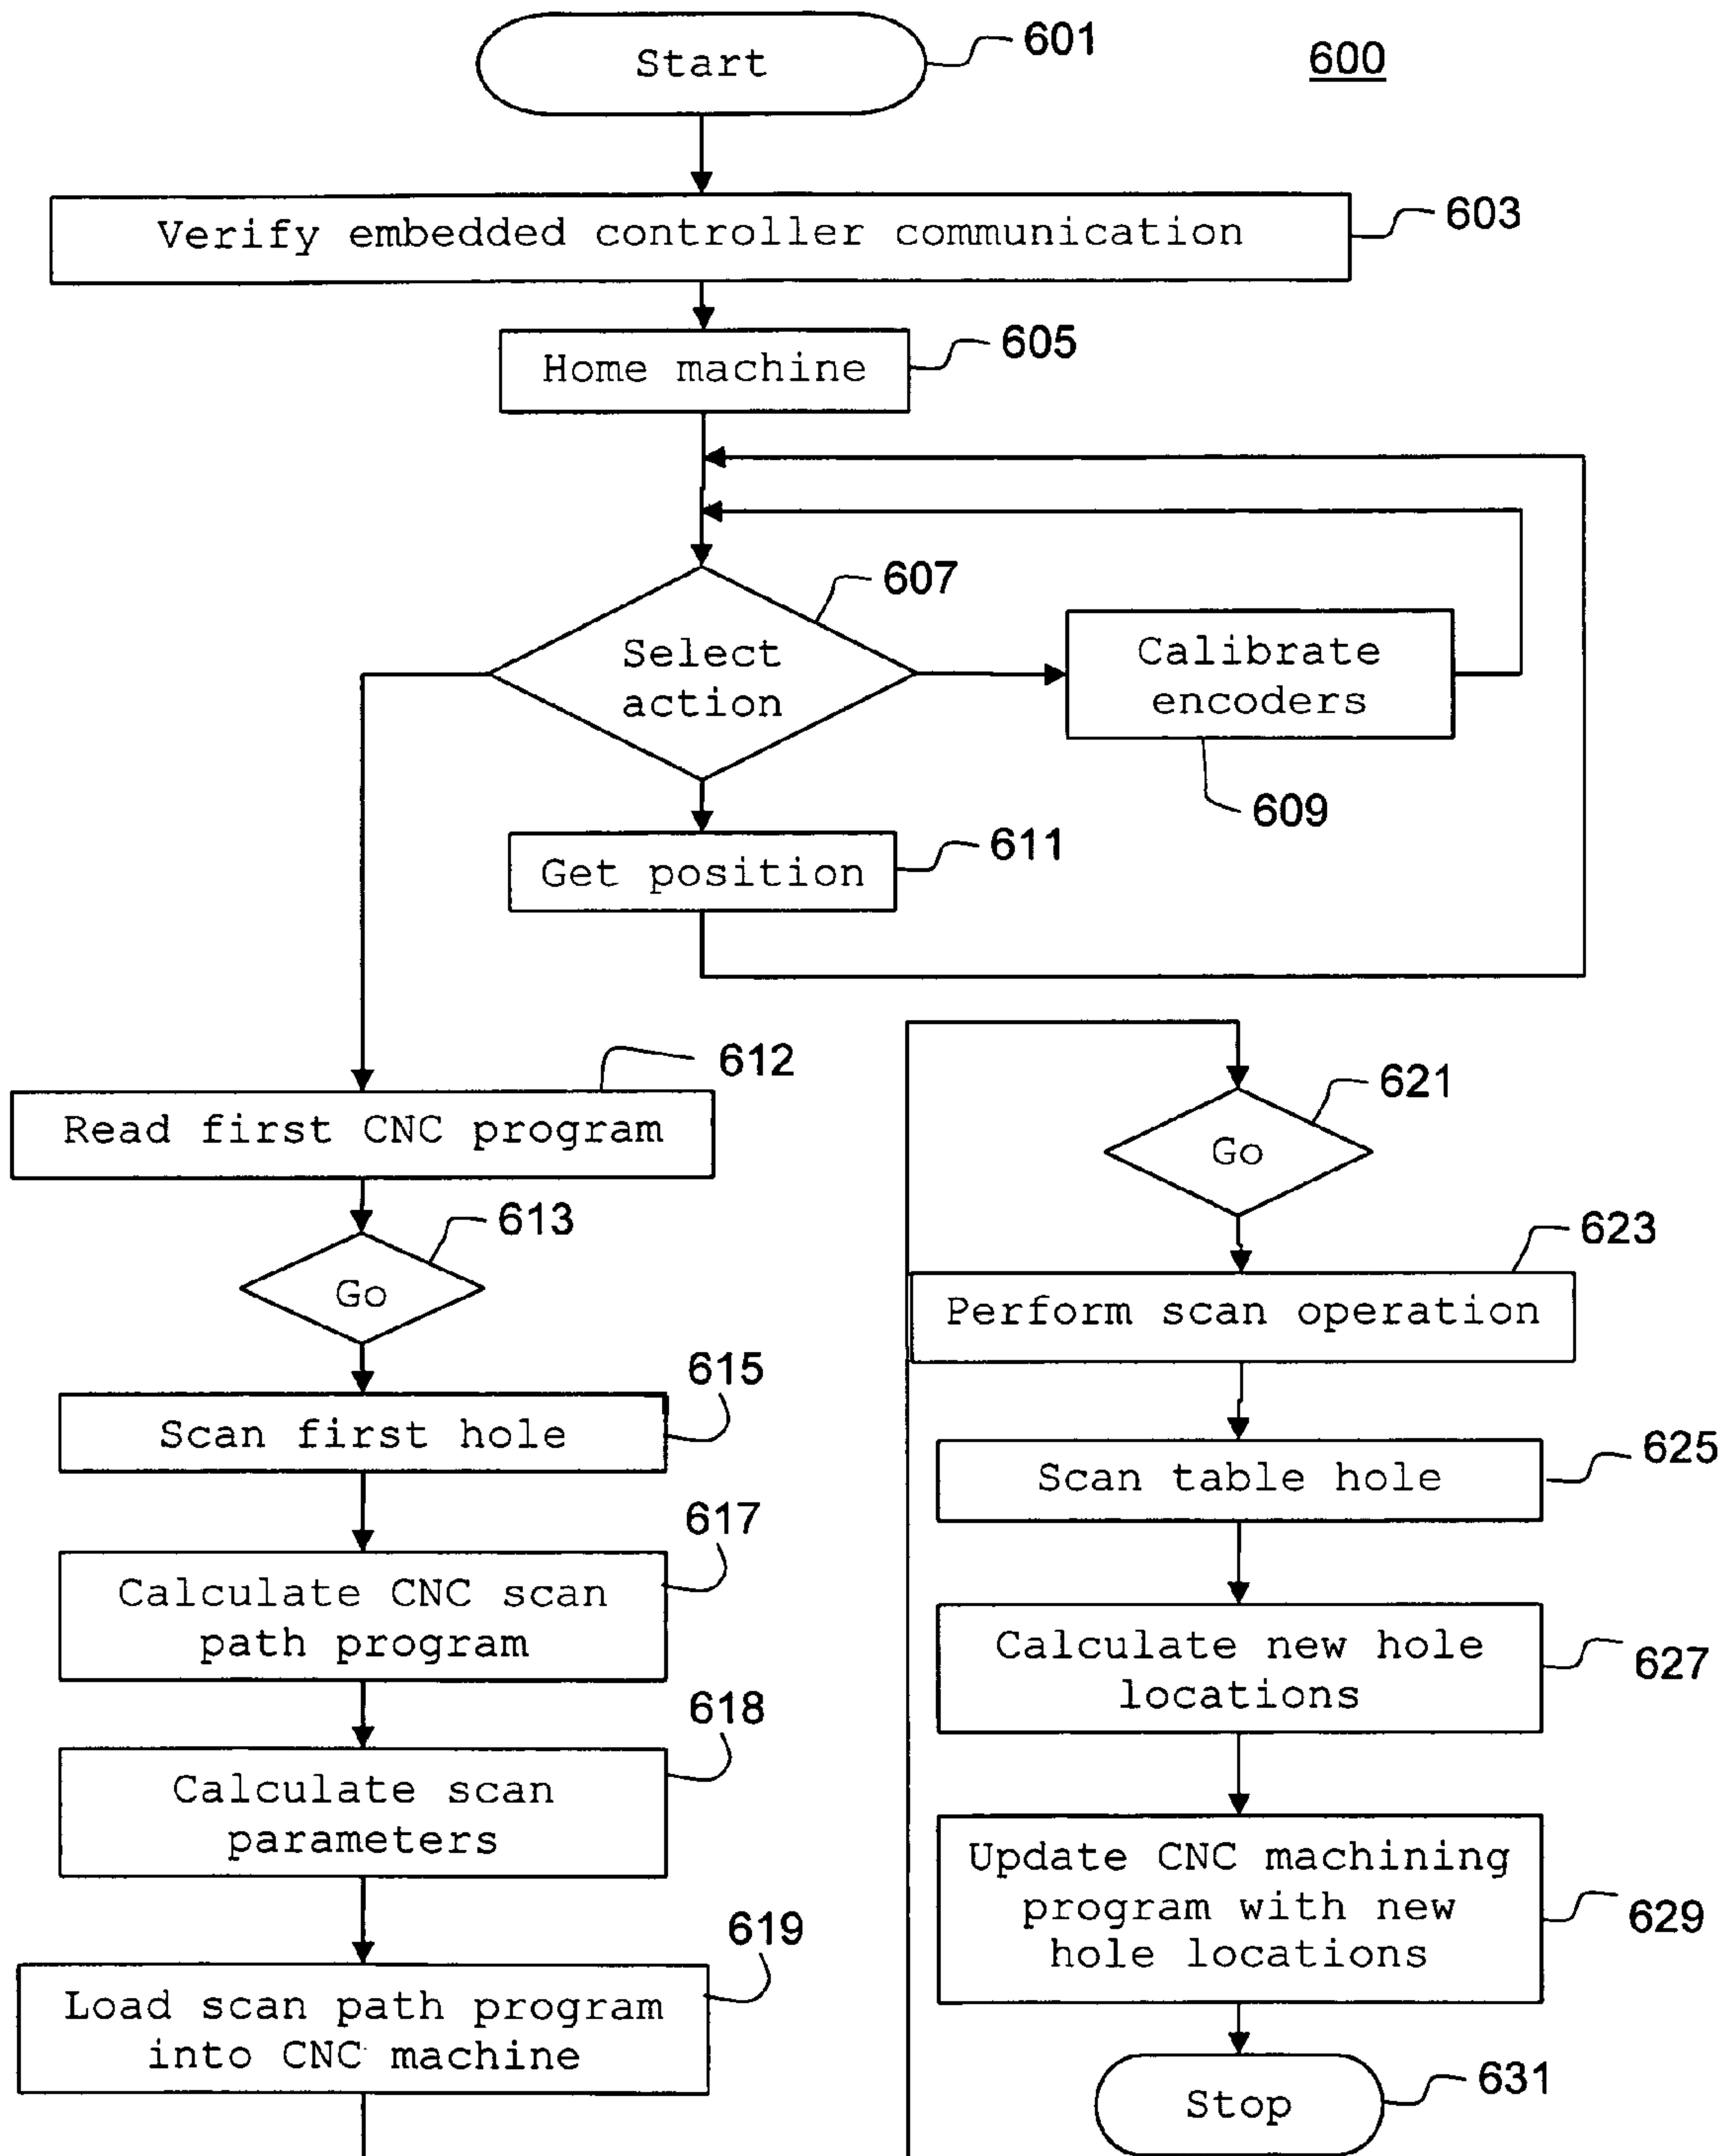 Start
601
600
Verify embedded controller communication
603
Home machine
605
607
Select
action
Calibrate
encoders
609
Get position
611
612
Read first CNC program
613
Go
615
Scan first hole
617
Calculate CNC scan
path program
618
Calculate scan
parameters
619
Load scan path program
into CNC machine
621
Go
623
Perform scan operation
625
Scan table hole
Calculate new hole
locations
627
Update CNC machining
program with new
hole locations
629
Stop
631